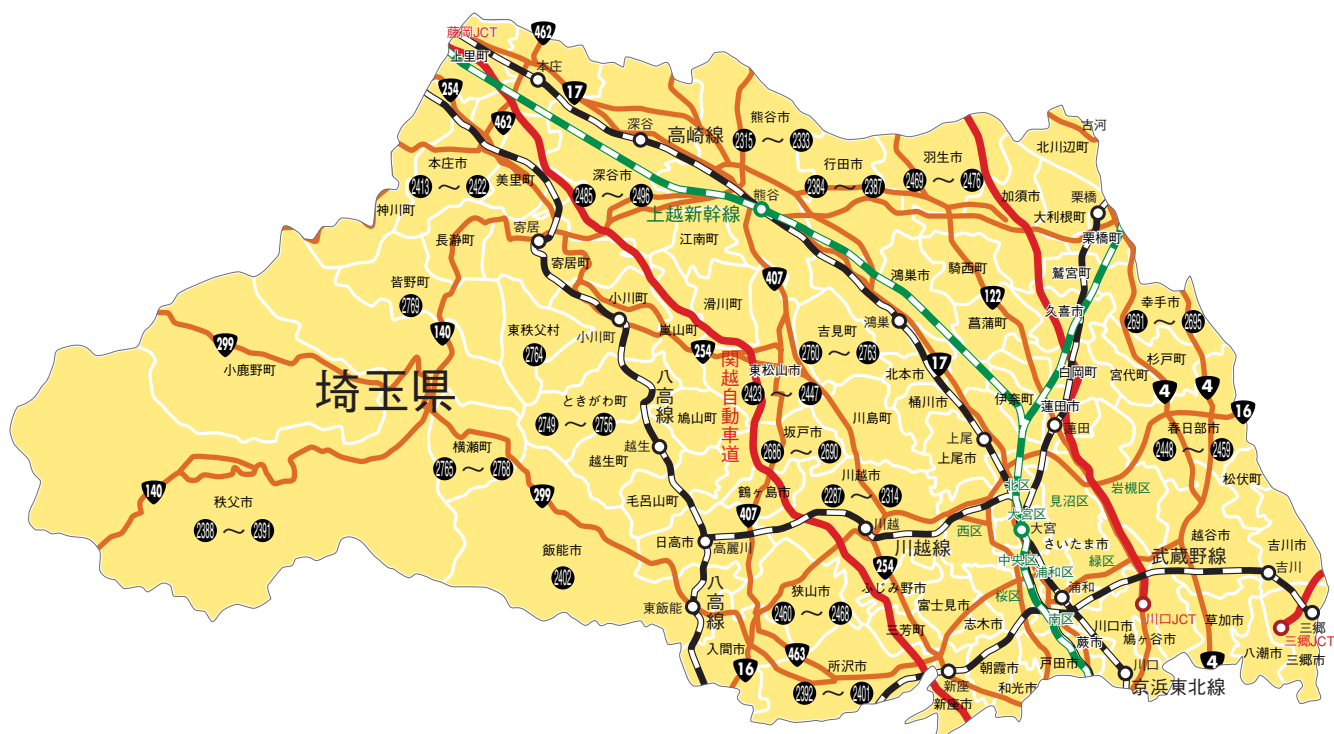 藤岡JCT
462
上里町
本庄
254
17
462
深谷
高崎線
熊谷市
2315 ～ 2333
古河
北川辺町
本庄市
2413 ～ 2422
美里町
深谷市
2485 ～ 2486
行田市
2384 ～ 2387
羽生市
2469 ～ 2476
加須市
栗橋
大利根町
神川町
熊谷
上越新幹線
栗橋町
長瀞町
寄居
江南町
寄居町
騎西町
鷲宮町
皆野町
2769
407
鴻巣市
小川町
滑川町
122
久喜市
幸手市
2691 ～ 2695
140
299
東秩父村
2764
小川町
嵐山町
254
吉見町
2760 ～ 2763
鴻巣
菖蒲町
小鹿野町
関越自動車道
東松山市
2423 ～ 2447
17
北本市
白岡町
杉戸町
宮代町
4
4
16
埼玉県
八高線
ときがわ町
2749 ～ 2756
鳩山町
桶川市
伊奈町
蓮田市
蓮田
川島町
横瀬町
2765 ～ 2768
越生
越生町
坂戸市
2686 ～ 2690
上尾
上尾市
春日部市
2448 ～ 2459
松伏町
140
秩父市
2388 ～ 2391
299
毛呂山町
鶴ヶ島市
川越市
2287 ～ 2314
北区
見沼区
岩槻区
407
大宮区
大宮
日高市
高麗川
川越
川越線
西区
さいたま市
越谷市
吉川市
飯能市
2402
254
中央区
浦和区
緑区
武蔵野線
吉川
八高線
東飯能
狭山市
2460 ～ 2468
ふじみ野市
富士見市
桜区
浦和
川口JCT
三郷
志木市
南区
川口市
鳩ヶ谷市
草加市
三郷JCT
入間市
16
463
所沢市
2392 ～ 2401
三芳町
朝霞市
戸田市
蕨市
川口
4
八潮市
三郷市
新座
新座市
和光市
京浜東北線